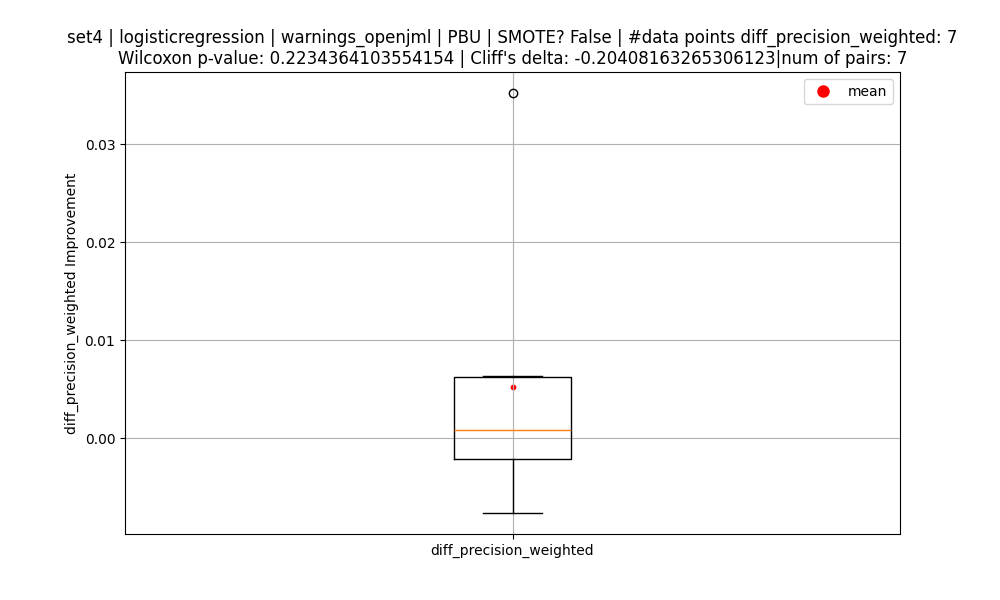 set4 | logisticregression | warnings_openjml | PBU | SMOTE? False | #data points diff_precision_weighted: 7
Wilcoxon p-value: 0.2234364103554154 | Cliff's delta: -0.20408163265306123|num of pairs: 7
mean
0.03
0.02
0.01
0.00
diff_precision_weighted Improvement
diff_precision_weighted